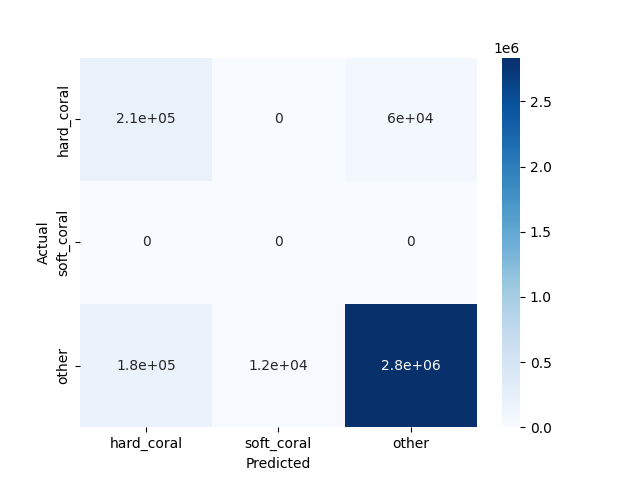 1e6
hard_coral
2.1e+05
0
6e+04
2.5
2.0
Actual
soft_coral
0
0
0
1.5
1.0
other
1.8e+05
1.2e+04
2.8e+06
0.5
0.0
hard_coral
soft_coral
other
Predicted